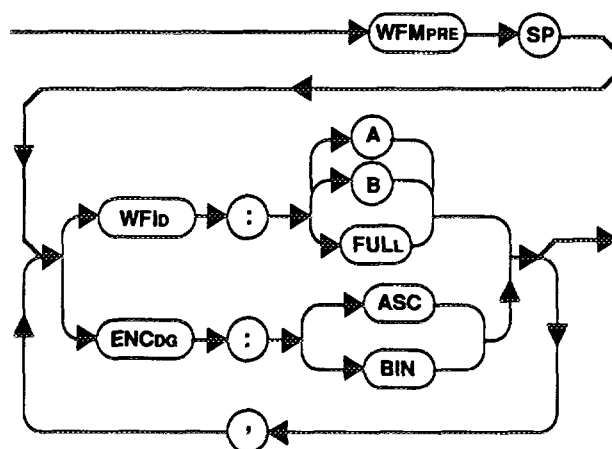 WFMPRE SP
A
WFID : B
FULL
ASC
ENCDG :
BIN
,